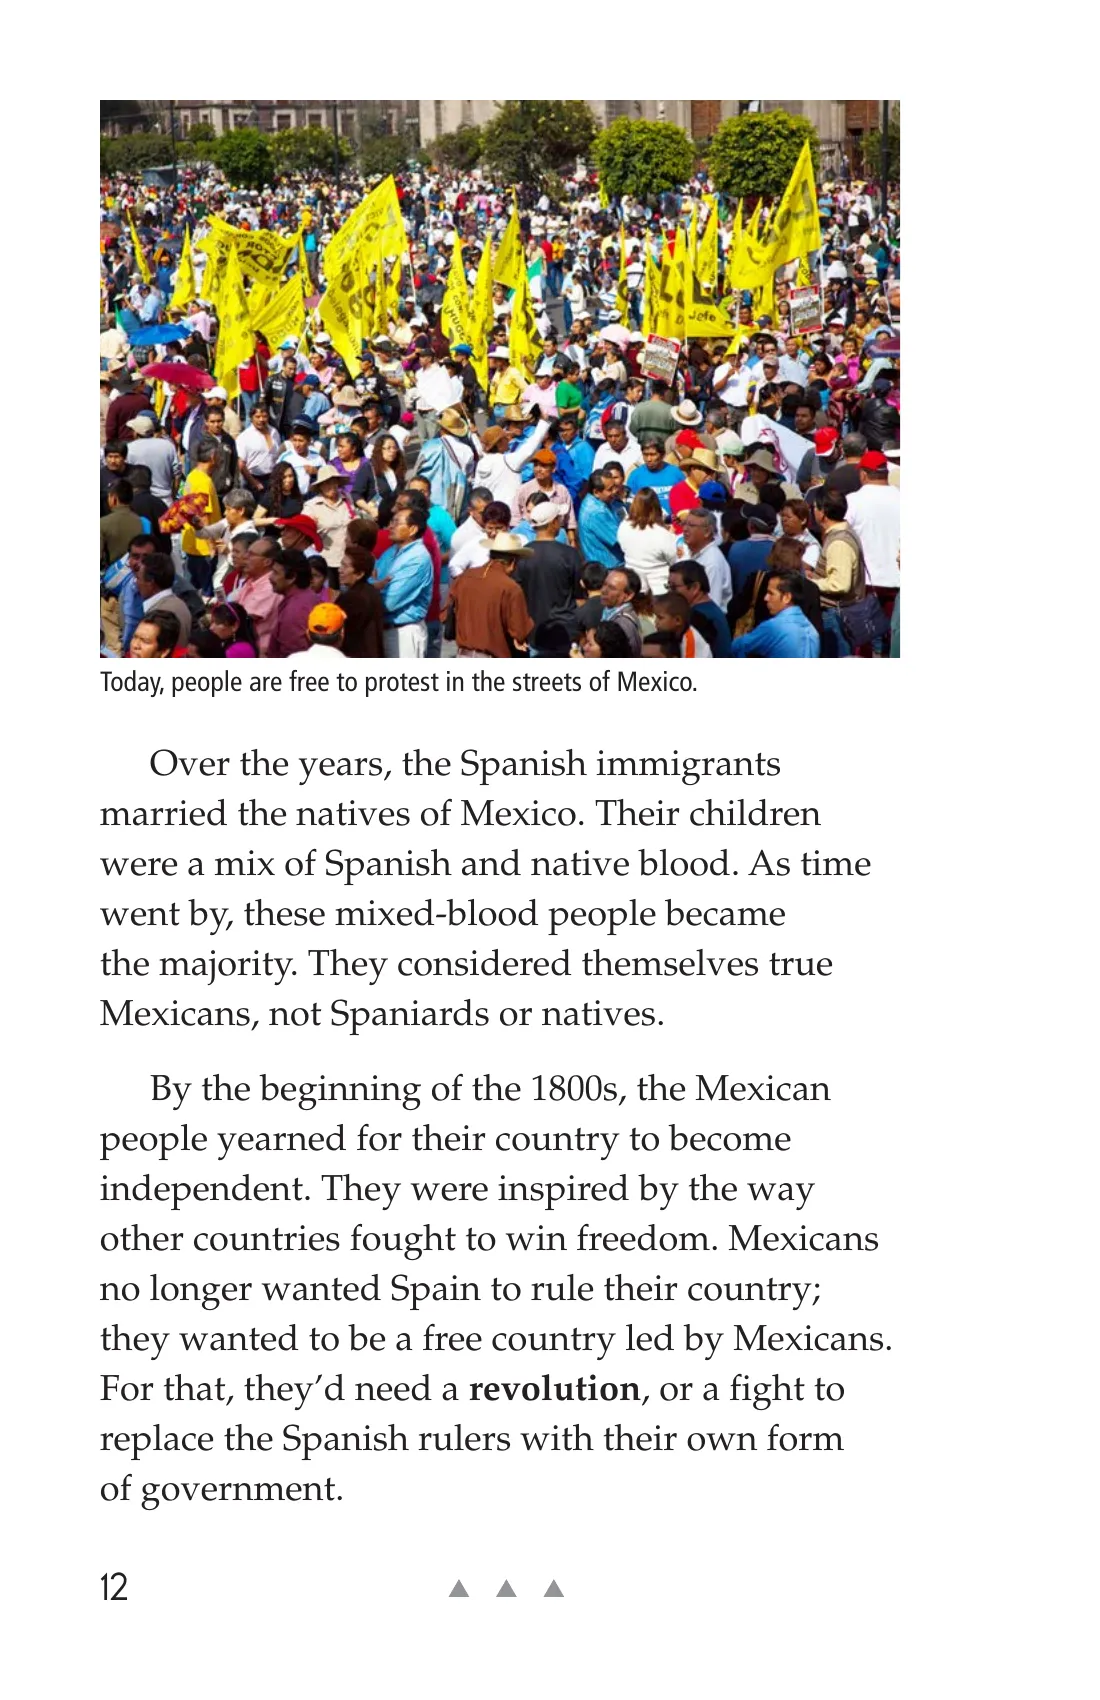 Jefe
Today, people are free to protest in the streets of Mexico.
Over the years, the Spanish immigrants
married the natives of Mexico. Their children
were a mix of Spanish and native blood. As time
went by, these mixed-blood people became
the majority. They considered themselves true
Mexicans, not Spaniards or natives.
By the beginning of the 1800s, the Mexican
people yearned for their country to become
independent. They were inspired by the way
other countries fought to win freedom. Mexicans
no longer wanted Spain to rule their country;
they wanted to be a free country led by Mexicans.
For that, they’d need a revolution, or a fight to
replace the Spanish rulers with their own form
of government.
12